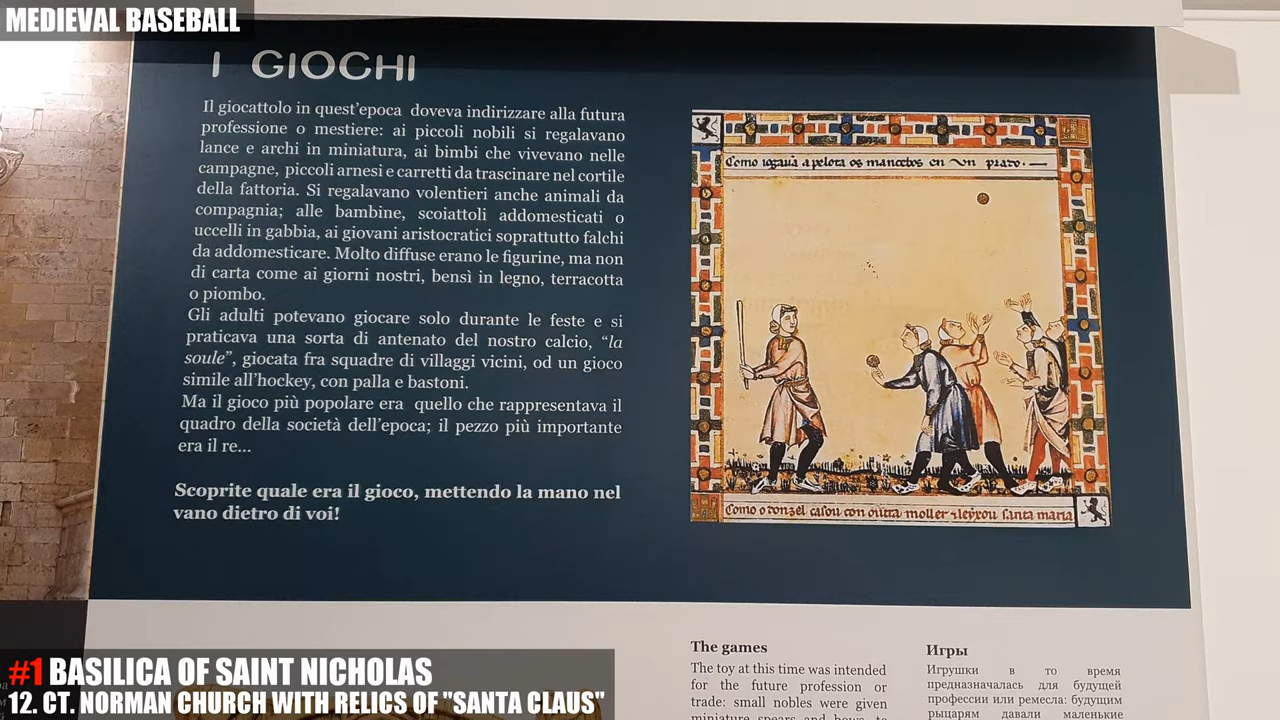 MEDIEVAL BASEBALL
I GIOCHI
Il giocattolo in quest'epoca doveva indirizzare alla futura
professione o mestiere: ai piccoli nobili si regalavano
lance e archi in miniatura, ai bimbi che vivevano nelle
campagne, piccoli arnesi e carretti da trascinare nel cortile
della fattoria. Si regalavano volentieri anche animali da
compagnia; alle bambine, scoiattoli addomesticati o
uccelli in gabbia, ai giovani aristocratici soprattutto falchi
da addomesticare. Molto diffuse erano le figurine, ma non
di carta come ai giorni nostri, bensì in legno, terracotta
o piombo.
Gli adulti potevano giocare solo durante le feste e si
praticava una sorta di antenato del nostro calcio, "la
soule", giocata fra squadre di villaggi vicini, od un gioco
simile all'hockey, con palla e bastoni.
Ma il gioco più popolare era quello che rappresentava il
quadro della società dell'epoca; il pezzo più importante
era il re...
Scoprite quale era il gioco, mettendo la mano nel
vano dietro di voi!
Como iogauã a pelota os mancebos en un prato.
Como o donzel casou con outra moller ⁊ leyxou santa maria
The games
The toy at this time was intended
for the future profession or
trade: small nobles were given
miniature spears and bows, to
Игры
Игрушки в то время
предназначалась для будущей
профессии или ремесла: будущим
рыцарям давали маленькие
#1 BASILICA OF SAINT NICHOLAS
12. CT. NORMAN CHURCH WITH RELICS OF "SANTA CLAUS"